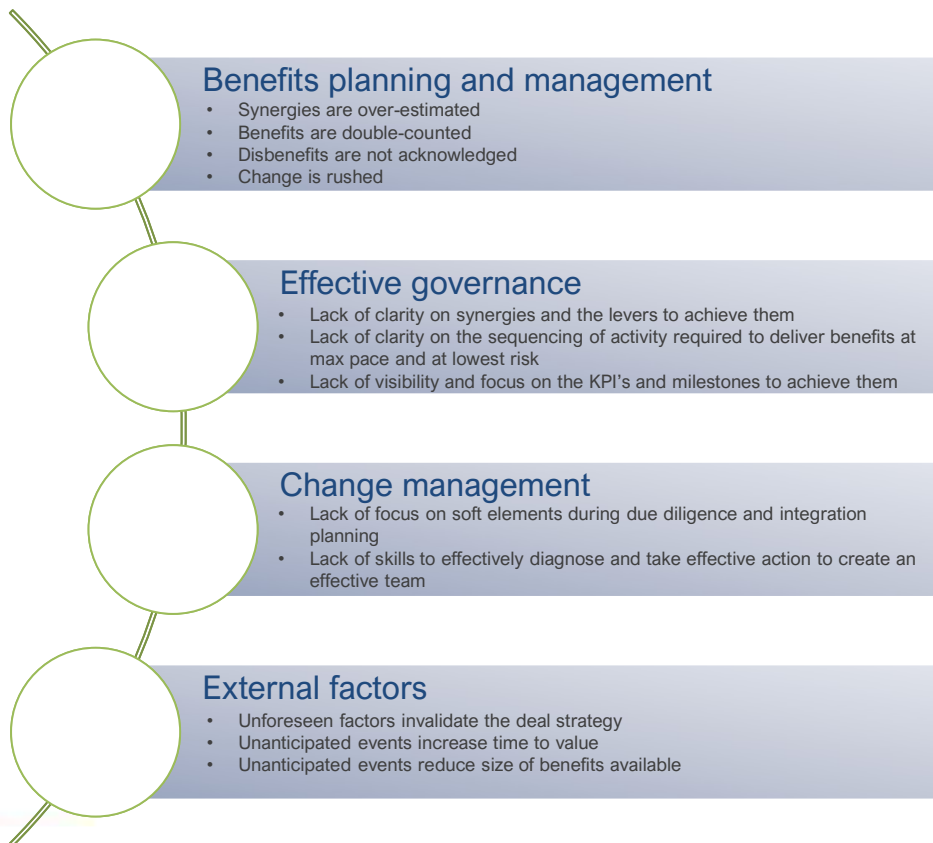 Benefits planning and management
• Synergies are over-estimated
• Benefits are double-counted
• Disbenefits are not acknowledged
• Change is rushed
Effective governance
• Lack of clarity on synergies and the levers to achieve them
• Lack of clarity on the sequencing of activity required to deliver benefits at
max pace and at lowest risk
• Lack of visibility and focus on the KPI's and milestones to achieve them
Change management
• Lack of focus on soft elements during due diligence and integration
planning
• Lack of skills to effectively diagnose and take effective action to create an
effective team
External factors
• Unforeseen factors invalidate the deal strategy
• Unanticipated events increase time to value
• Unanticipated events reduce size of benefits available